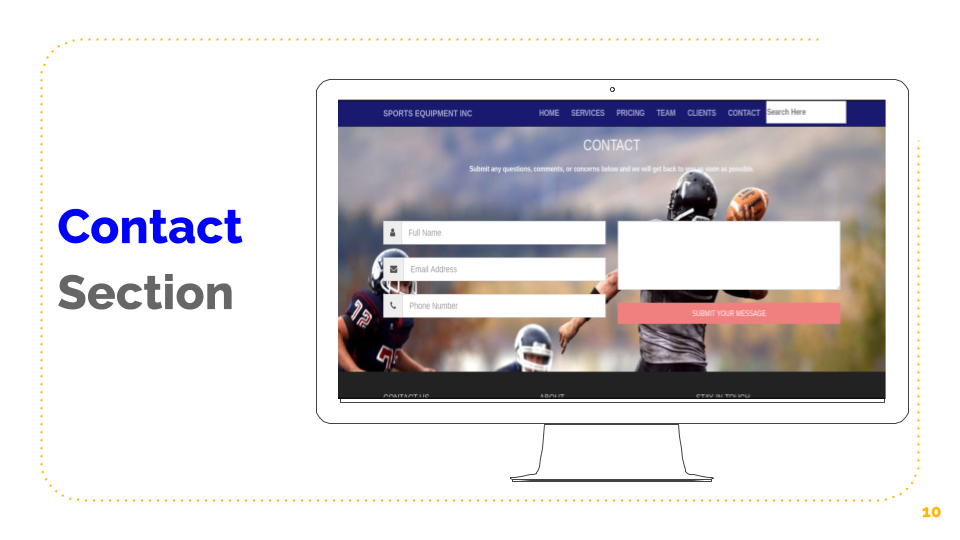 Contact
Section
SPORTS EQUIPMENT INC
HOME SERVICES PRICING TEAM CLIENTS CONTACT Search Here
CONTACT
Submit any questions, comments, or concerns below and we will get back to you as soon as possible.
Full Name
Email Address
Phone Number
SUBMIT YOUR MESSAGE
72
CONTACT US ABOUT STAY IN TOUCH
10